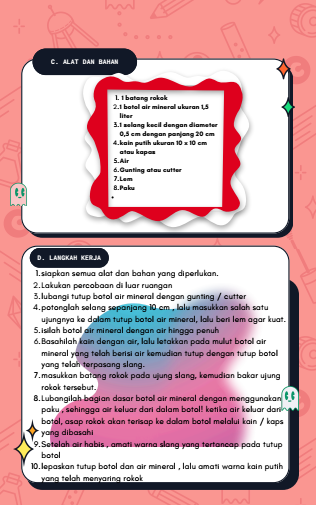 C. ALAT DAN BAHAN
1. 1 batang rokok
2. 1 botol air mineral ukuran 1,5
liter
3. 1 selang kecil dengan diameter
0,5 cm dengan panjang 20 cm
4. kain putih ukuran 10 x 10 cm
atau kapas
5. Air
6. Gunting atau cutter
7. Lem
8. Paku
•
D. LANGKAH KERJA
1. siapkan semua alat dan bahan yang diperlukan.
2. Lakukan percobaan di luar ruangan
3. lubangi tutup botol air mineral dengan gunting / cutter
4. potonglah selang sepanjang 10 cm , lalu masukkan salah satu
ujungnya ke dalam tutup botol air mineral, lalu beri lem agar kuat.
5. isilah botol air mineral dengan air hingga penuh
6. Basahilah kain dengan air, lalu letakkan pada mulut botol air
mineral yang telah berisi air kemudian tutup dengan tutup botol
yang telah terpasang slang.
7. masukkan batang rokok pada ujung slang, kemudian bakar ujung
rokok tersebut.
8. Lubangilah bagian dasar botol air mineral dengan menggunakan
paku , sehingga air keluar dari dalam botol! ketika air keluar dari
botol, asap rokok akan terisap ke dalam botol melalui kain / kaps
yang dibasahi
9. Setelah air habis , amati warna slang yang tertancap pada tutup
botol
10. lepaskan tutup botol dan air mineral , lalu amati warna kain putih
yang telah menyaring rokok